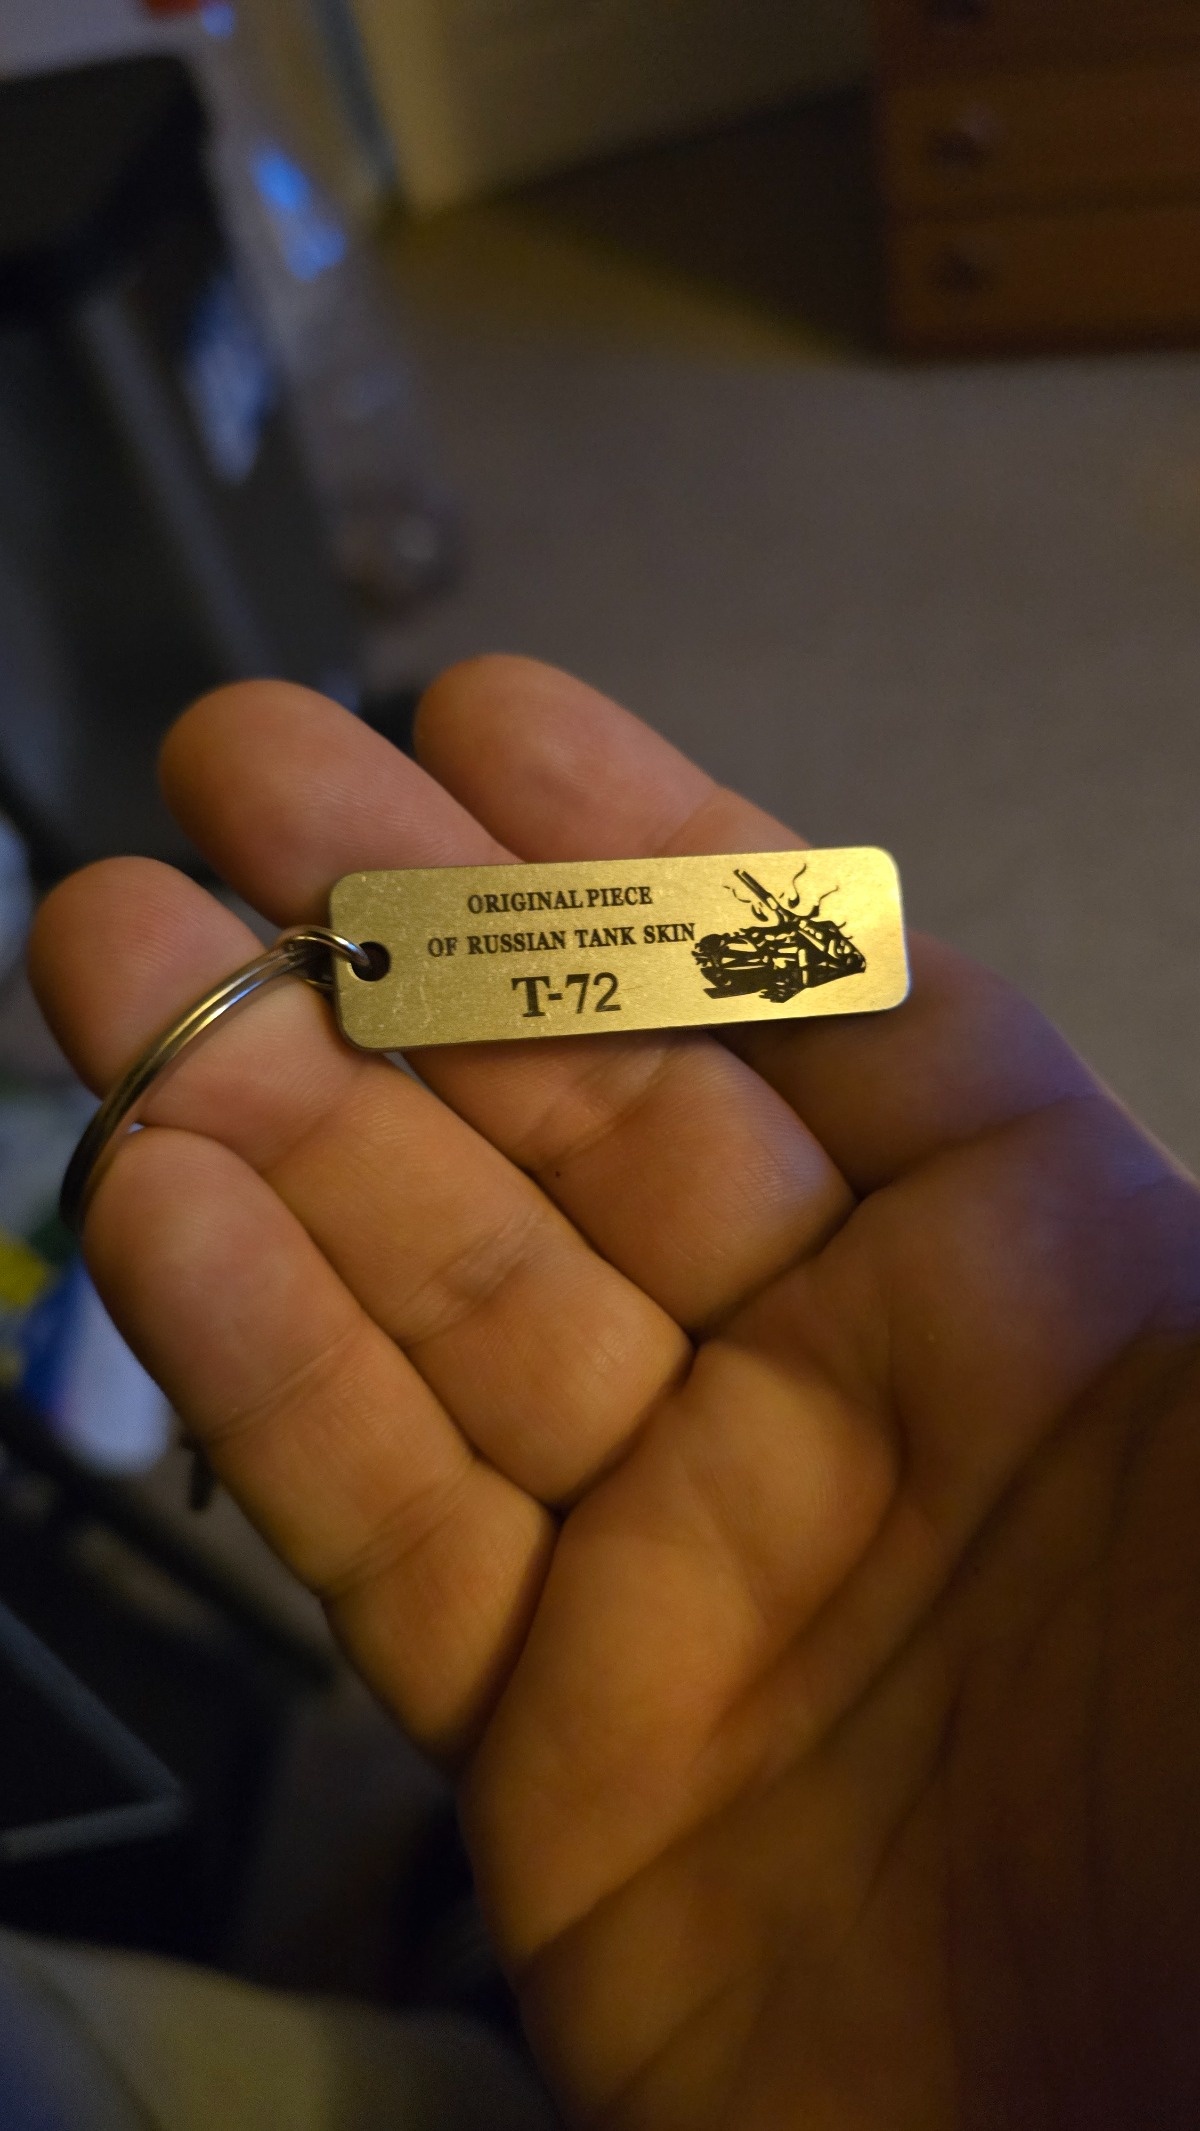 ORIGINAL PIECE
OF RUSSIAN TANK SKIN
T-72